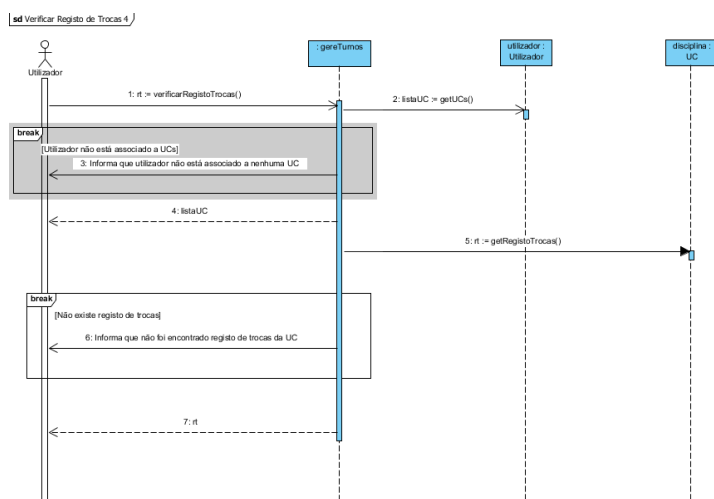 sd Verificar Registo de Trocas 4
: gereTurnos
utilizador :
Utilizador
disciplina :
UC
Utilizador
1: rt := verificarRegistoTrocas()
2: listaUC := getUCs()
break
[Utilizador não está associado a UCs]
3: Informa que utilizador não está associado a nenhuma UC
4: listaUC
5: rt := getRegistoTrocas()
break
[Não existe registo de trocas]
6: Informa que não foi encontrado registo de trocas da UC
7: rt